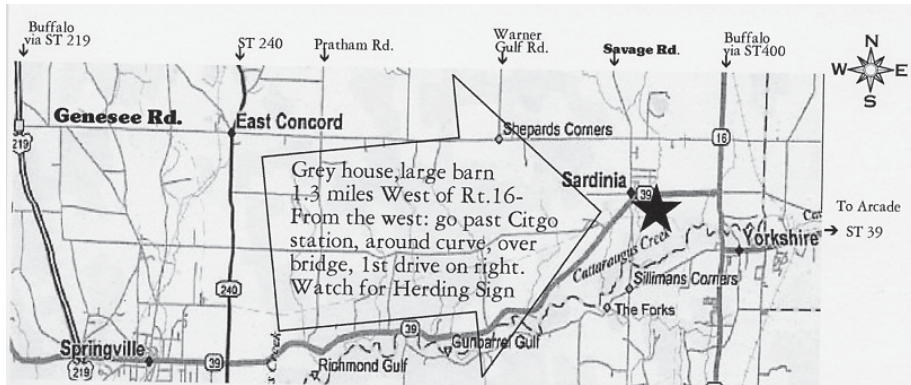 Buffalo
via ST 219
ST 240
Pratham Rd.
Warner
Gulf Rd.
Savage Rd.
Buffalo
via ST400
N
W E
S
Genesee Rd.
East Concord
Shepards Corners
219
16
Grey house,large barn
1.3 miles West of Rt.16-
From the west: go past Citgo
station, around curve, over
bridge, 1st drive on right.
Watch for Herding Sign
Sardinia
39
To Arcade
ST 39
Yorkshire
Cattaraugus Creek
Sillimans Corners
240
The Forks
39
Gunbarrel Gulf
Springville
39
Richmond Gulf
219